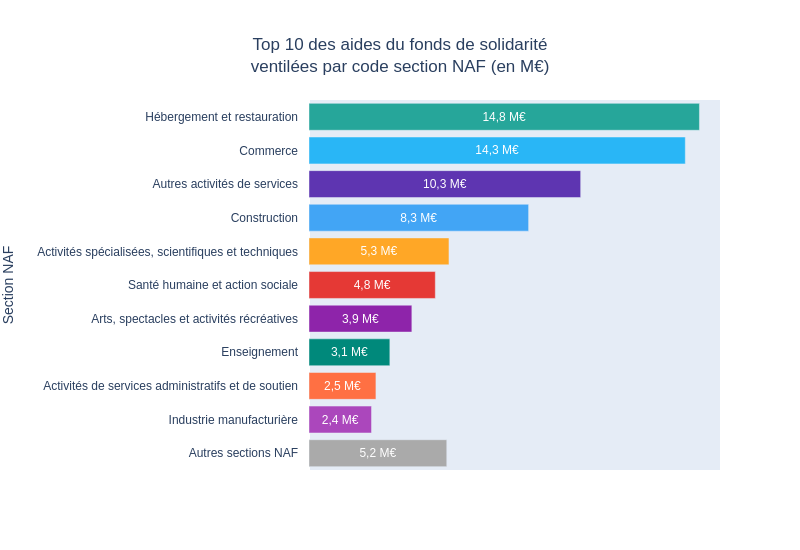 Top 10 des aides du fonds de solidarité
ventilées par code section NAF (en M€)
Section NAF
Hébergement et restauration 14,8 M€
Commerce 14,3 M€
Autres activités de services 10,3 M€
Construction 8,3 M€
Activités spécialisées, scientifiques et techniques 5,3 M€
Santé humaine et action sociale 4,8 M€
Arts, spectacles et activités récréatives 3,9 M€
Enseignement 3,1 M€
Activités de services administratifs et de soutien 2,5 M€
Industrie manufacturière 2,4 M€
Autres sections NAF 5,2 M€